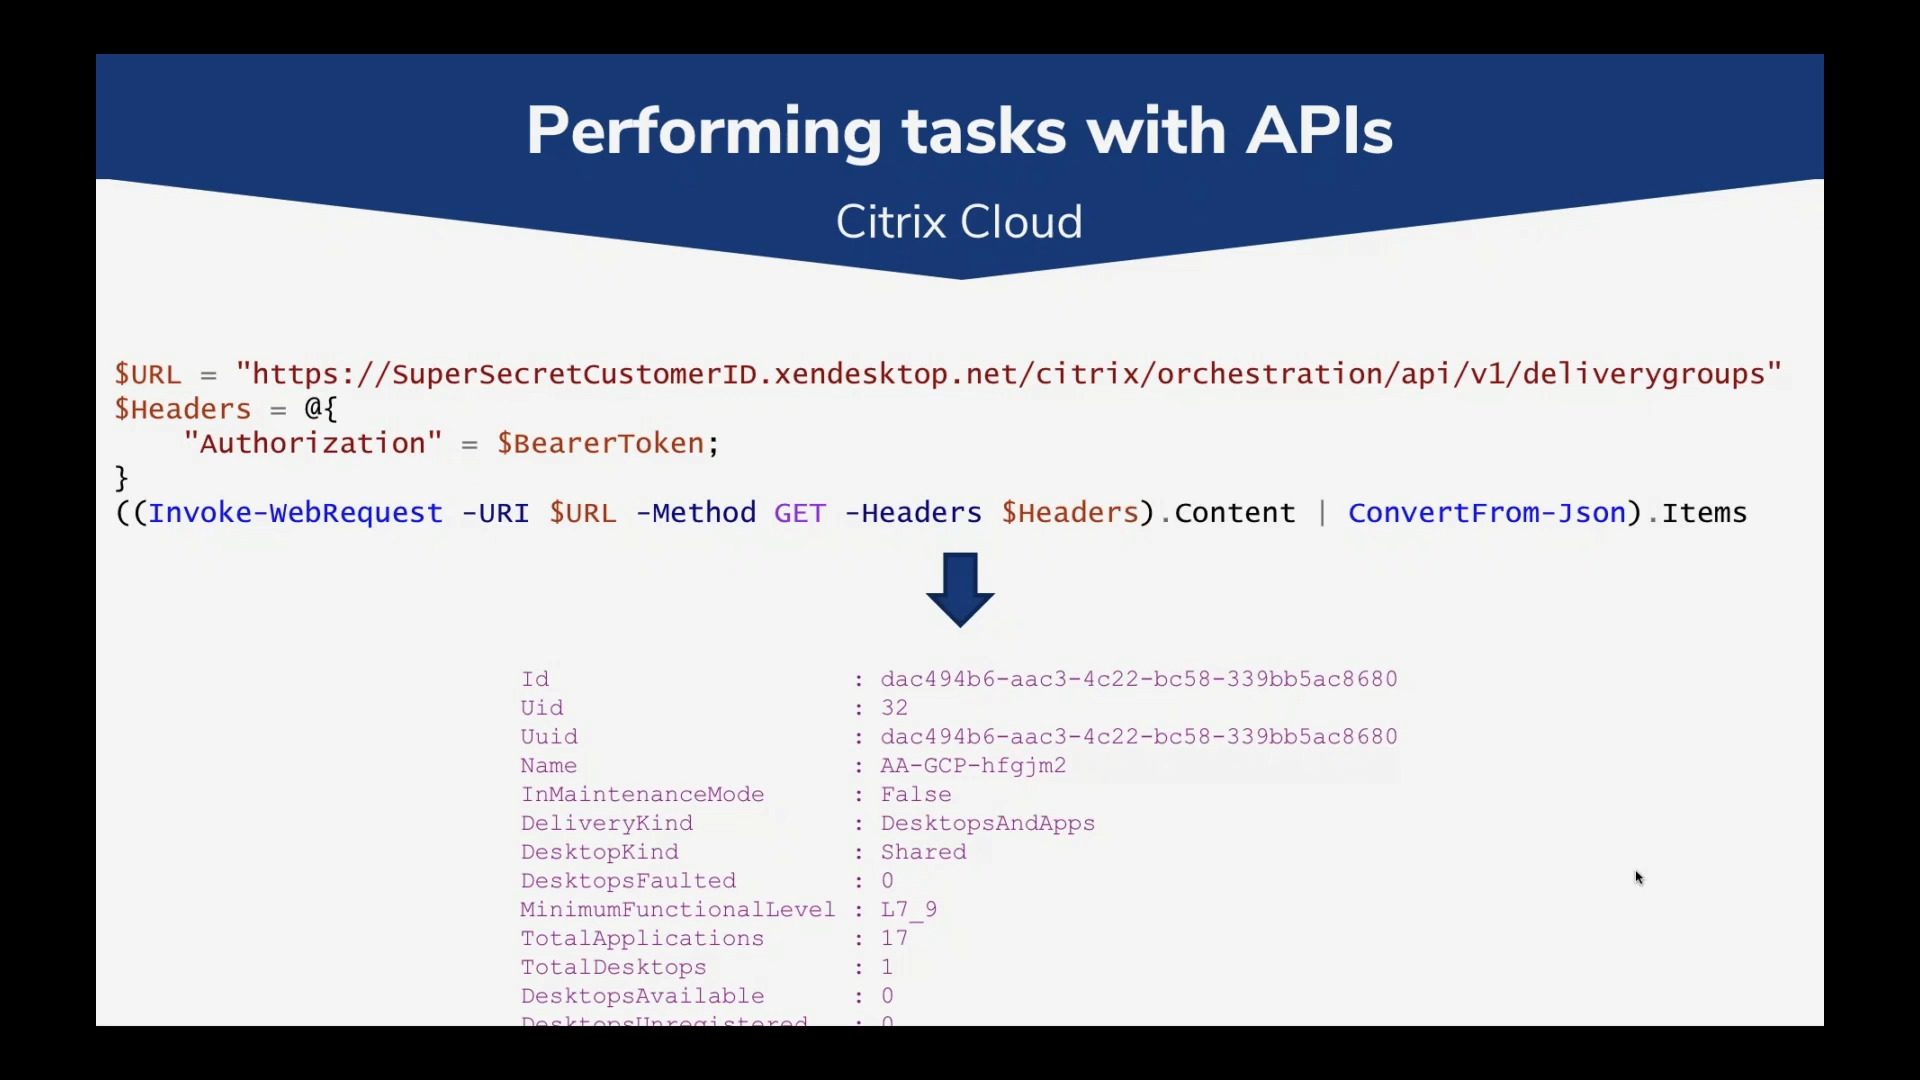 Performing tasks with APIs
Citrix Cloud
$URL = "https://SuperSecretCustomerID.xendesktop.net/citrix/orchestration/api/v1/deliverygroups"
$Headers = @{
    "Authorization" = $BearerToken;
}
((Invoke-WebRequest -URI $URL -Method GET -Headers $Headers).Content | ConvertFrom-Json).Items
Id : dac494b6-aac3-4c22-bc58-339bb5ac8680
Uid : 32
Uuid : dac494b6-aac3-4c22-bc58-339bb5ac8680
Name : AA-GCP-hfgjm2
InMaintenanceMode : False
DeliveryKind : DesktopsAndApps
DesktopKind : Shared
DesktopsFaulted : 0
MinimumFunctionalLevel : L7_9
TotalApplications : 17
TotalDesktops : 1
DesktopsAvailable : 0
DesktopsUnregistered : 0